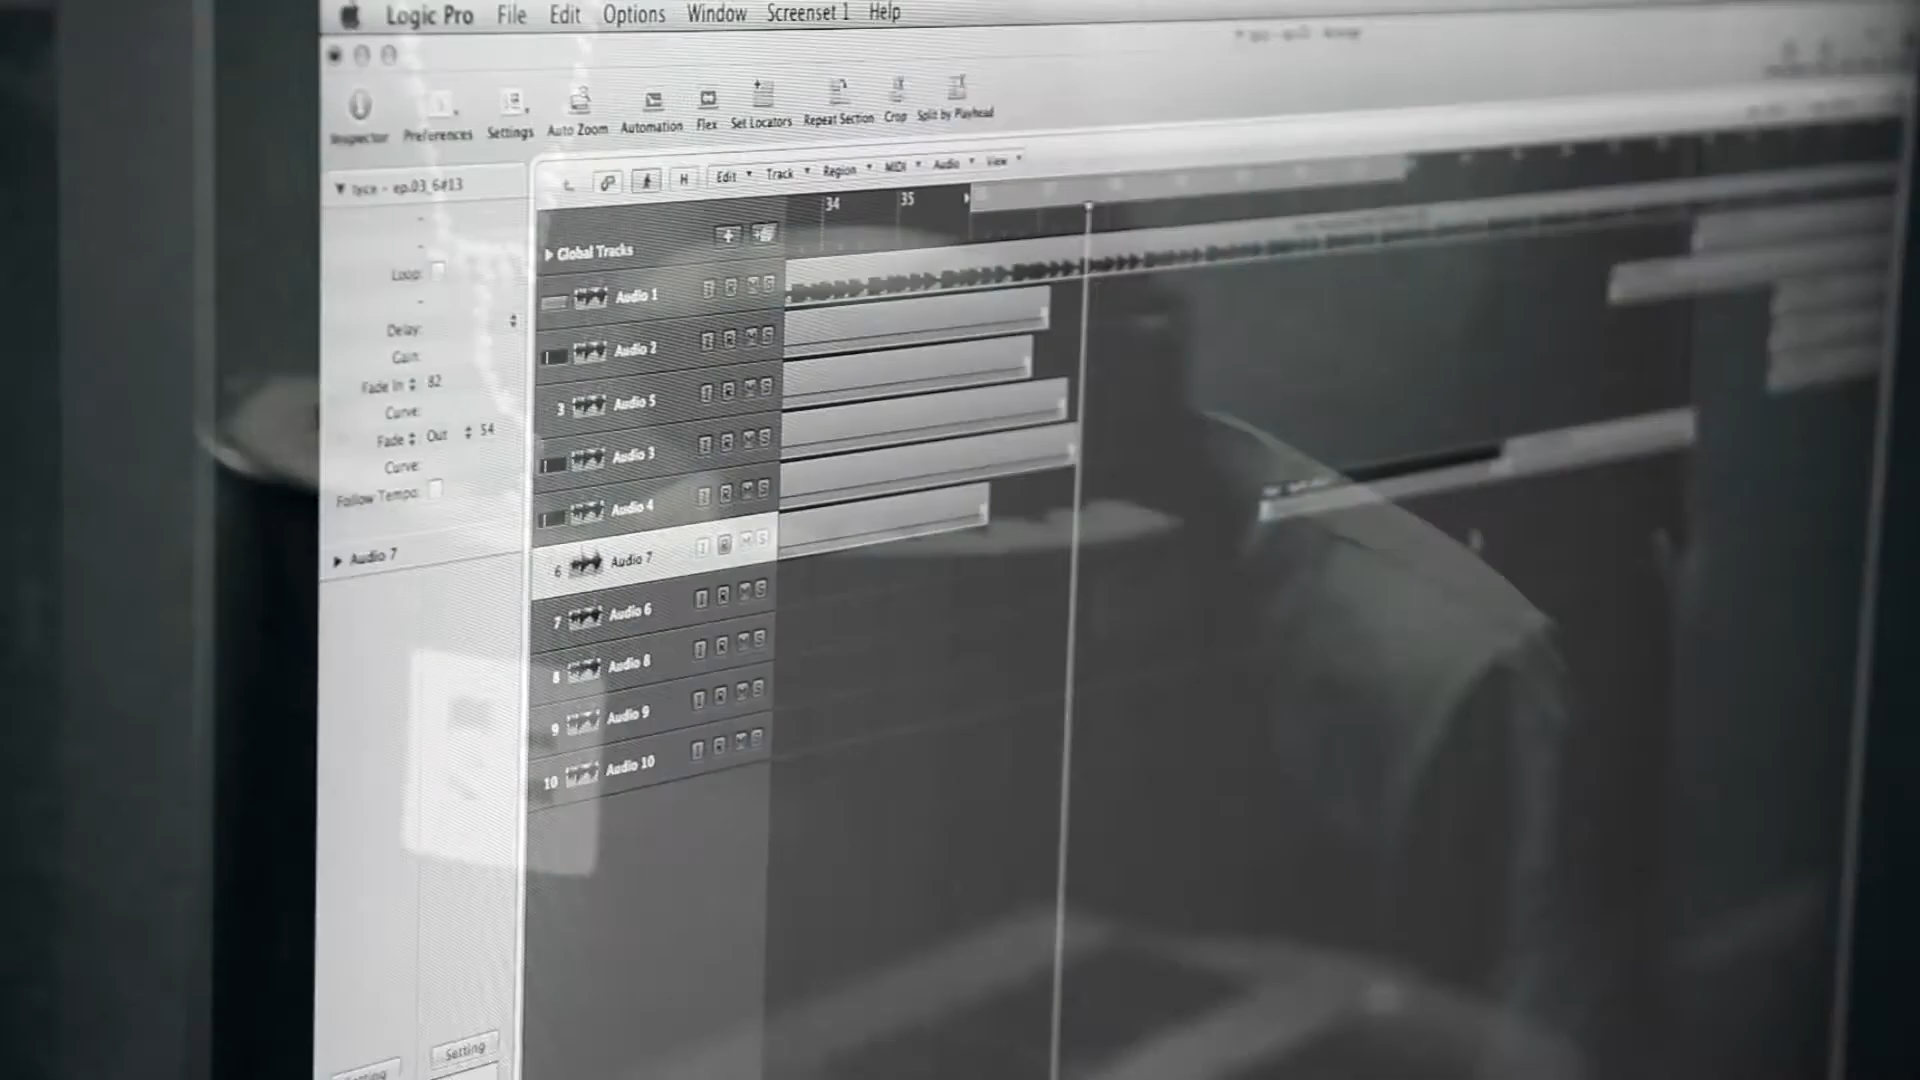 Logic Pro File Edit Options Window Screenset 1 Help
Inspector Preferences Settings Auto Zoom Automation Flex Set Locators Repeat Section Crop Split by Playhead
ep.03_6#13
H Edit Track Region MIDI Audio View
34 35
Global Tracks
Loop:
Delay:
Gain:
Fade In 82
Curve:
Fade Out 54
Curve:
Follow Tempo:
Audio 7
Audio 1 I R M S
Audio 2 I R M S
3 Audio 5 I R M S
Audio 3 I R M S
Audio 4 I R M S
6 Audio 7 I R M S
7 Audio 6 I R M S
8 Audio 8 I R M S
9 Audio 9 I R M S
10 Audio 10 I R M S
Setting